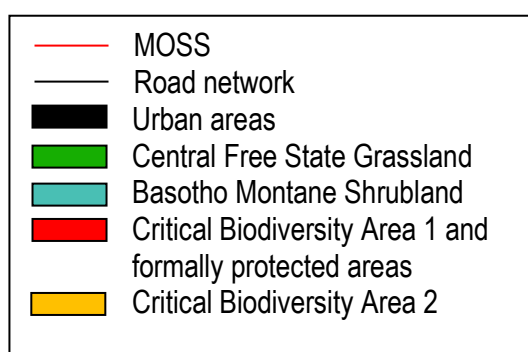 MOSS
Road network
Urban areas
Central Free State Grassland
Basotho Montane Shrubland
Critical Biodiversity Area 1 and
formally protected areas
Critical Biodiversity Area 2